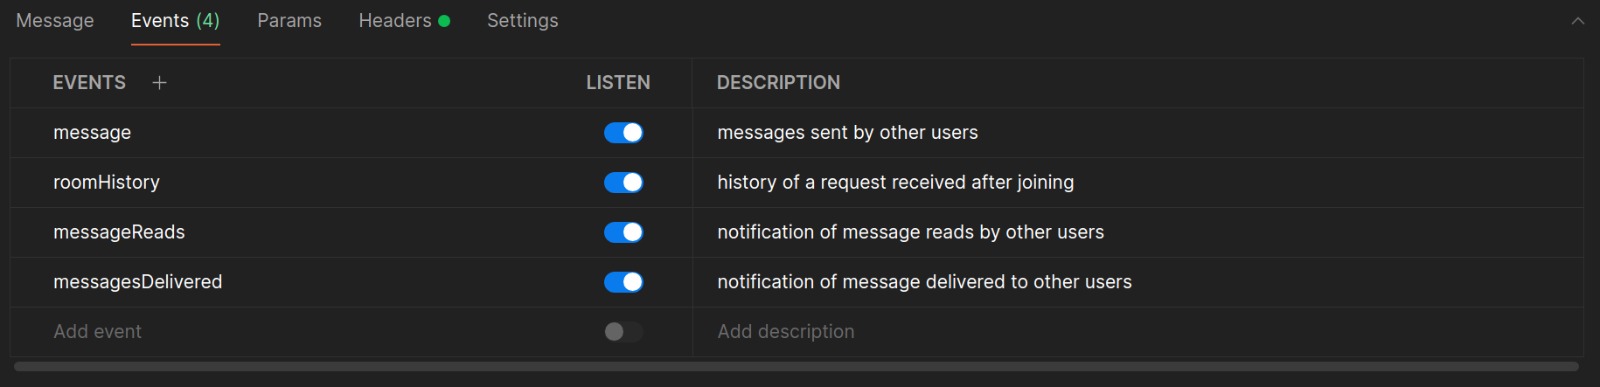 Message Events (4) Params Headers Settings
EVENTS + LISTEN DESCRIPTION
message messages sent by other users
roomHistory history of a request received after joining
messageReads notification of message reads by other users
messagesDelivered notification of message delivered to other users
Add event Add description